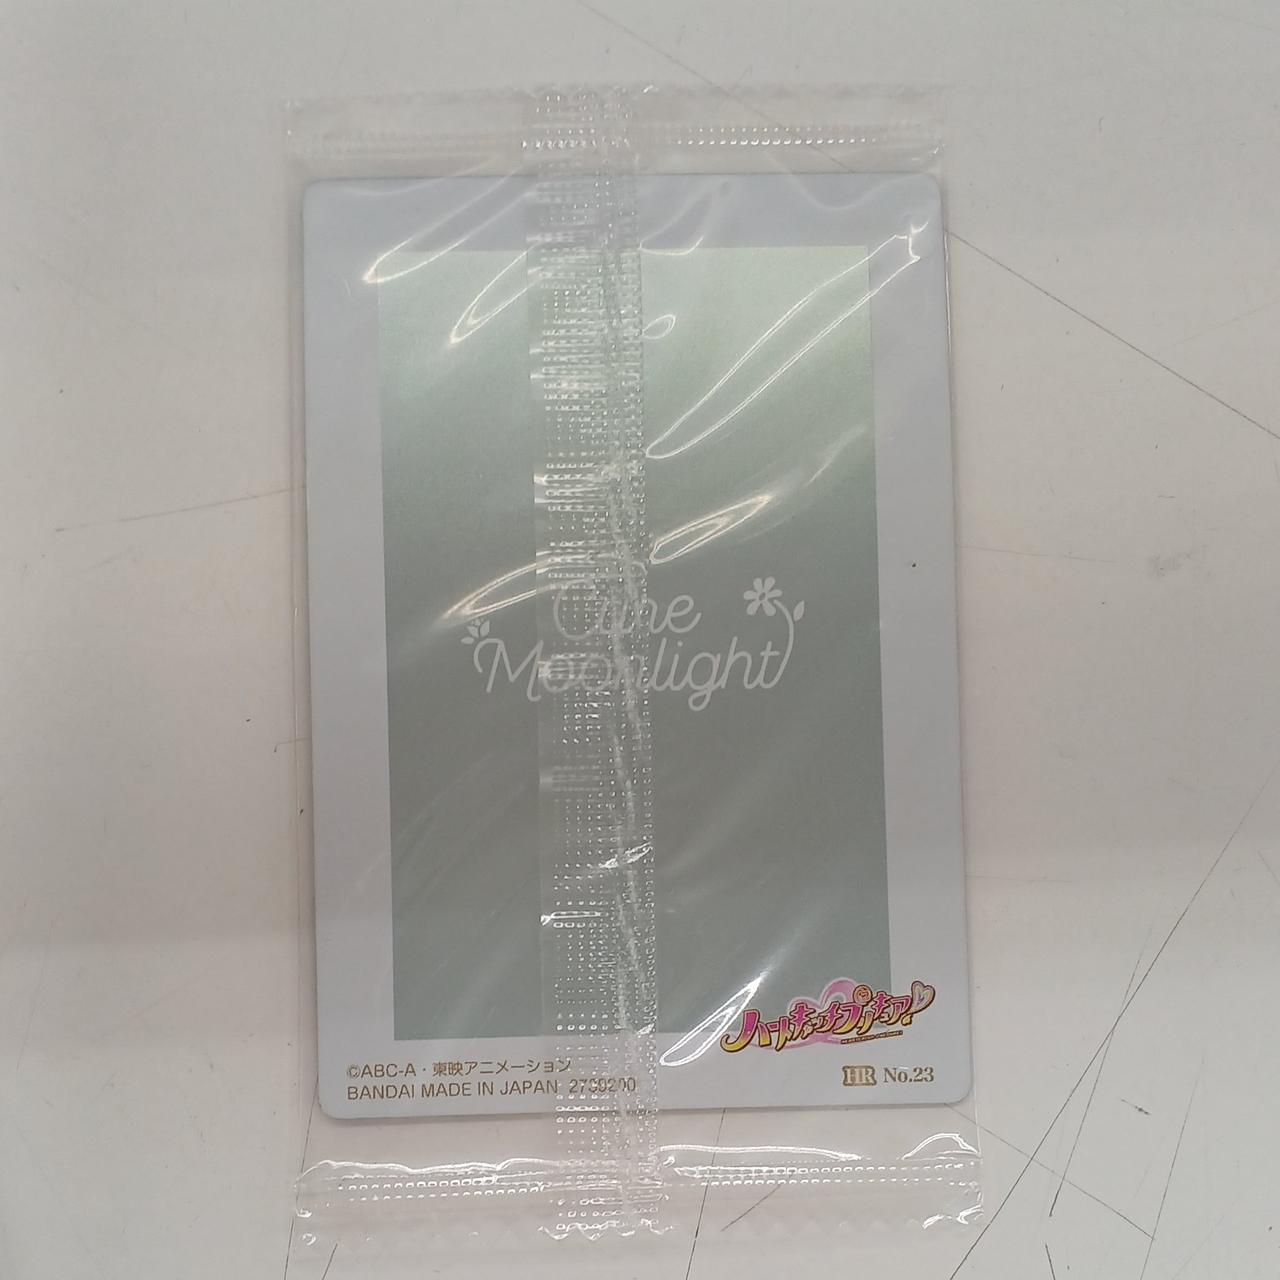 Cure
Moonlight
ハートキャッチプリキュア!
©ABC-A・東映アニメーション
BANDAI MADE IN JAPAN 2739200
HR No.23